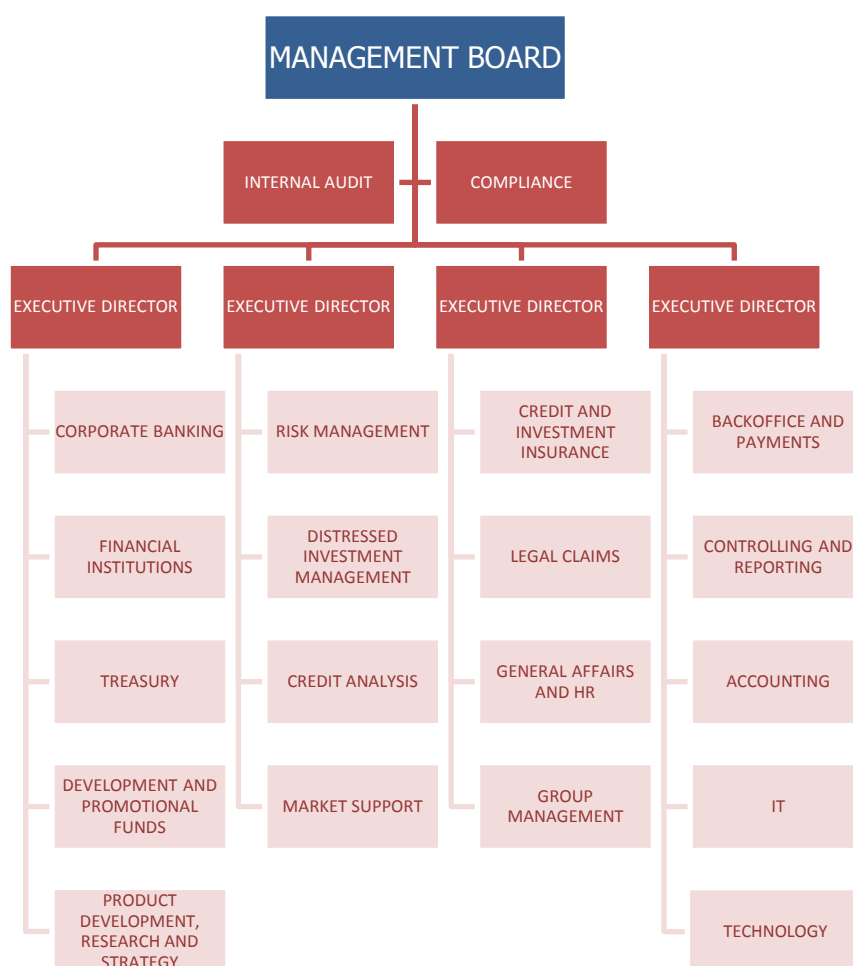 MANAGEMENT BOARD
INTERNAL AUDIT
COMPLIANCE
EXECUTIVE DIRECTOR
EXECUTIVE DIRECTOR
EXECUTIVE DIRECTOR
EXECUTIVE DIRECTOR
CORPORATE BANKING
FINANCIAL
INSTITUTIONS
TREASURY
DEVELOPMENT AND
PROMOTIONAL
FUNDS
PRODUCT
DEVELOPMENT,
RESEARCH AND
STRATEGY
RISK MANAGEMENT
DISTRESSED
INVESTMENT
MANAGEMENT
CREDIT ANALYSIS
MARKET SUPPORT
CREDIT AND
INVESTMENT
INSURANCE
LEGAL CLAIMS
GENERAL AFFAIRS
AND HR
GROUP
MANAGEMENT
BACKOFFICE AND
PAYMENTS
CONTROLLING AND
REPORTING
ACCOUNTING
IT
TECHNOLOGY